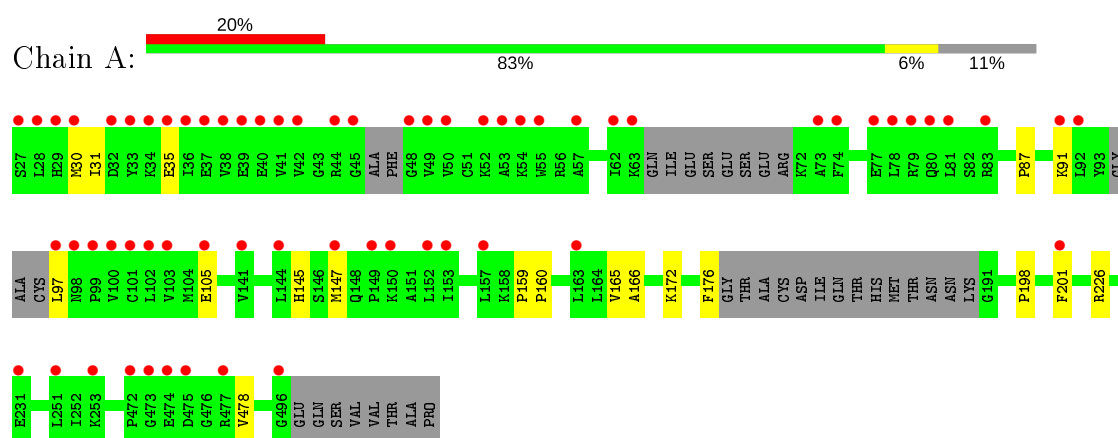 20%
Chain A:
83% 6% 11%
S27 L28 H29 M30 I31 D32 Y33 K34 E35 I36 E37 V38 E39 E40 V41 V42 G43 R44 G45 ALA PHE G48 V49 V50 C51 K52 A53 K54 W55 R56 A57 I62 K63 GLN ILE GLU SER GLU SER GLU ARG K72 A73 F74 E77 L78 R79 Q80 L81 S82 R83 P87 K91 L92 Y93 GLY
ALA CYS L97 N98 P99 V100 C101 L102 V103 M104 E105 V141 L144 H145 S146 M147 Q148 P149 K150 A151 L152 I153 L157 K158 P159 P160 L163 L164 V165 A166 K172 F176 GLY THR ALA CYS ASP ILE GLN THR HIS MET THR ASN ASN LYS G191 P198 F201 R226
E231 L251 I252 K253 P472 G473 E474 D475 G476 R477 V478 G496 GLU GLN SER VAL VAL THR ALA PRO